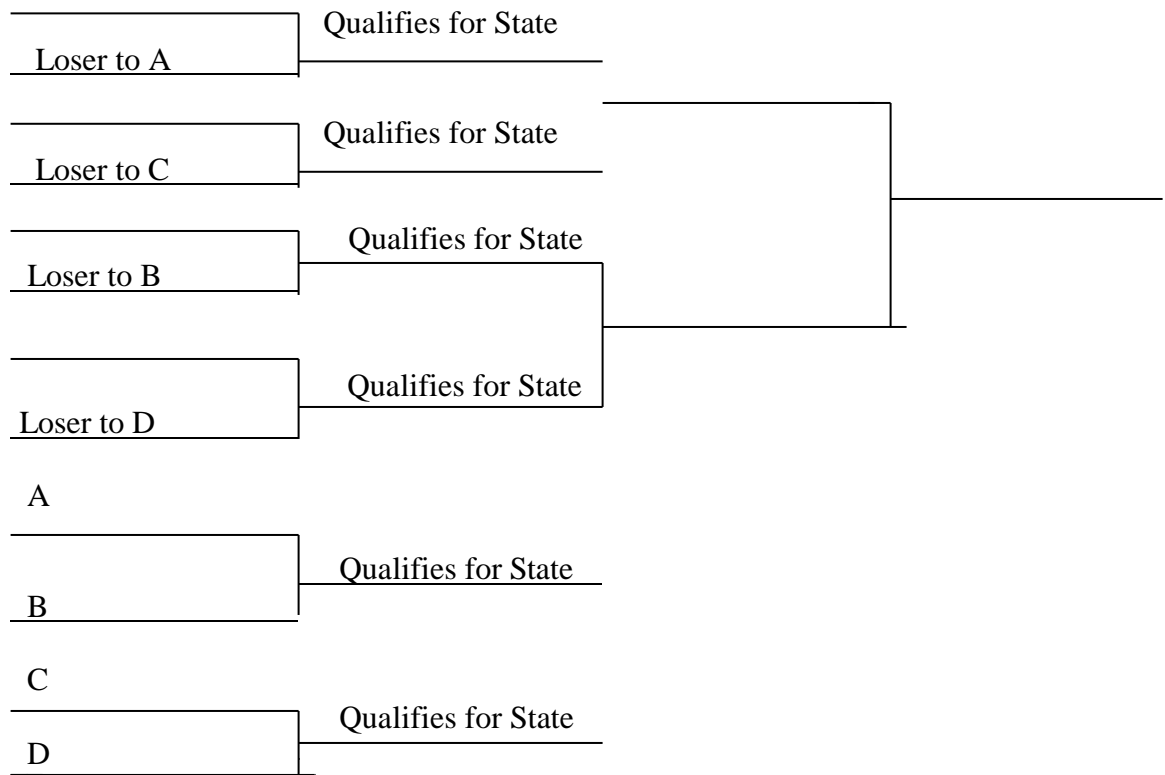 Qualifies for State
Loser to A
Qualifies for State
Loser to C
Qualifies for State
Loser to B
Qualifies for State
Loser to D
A
Qualifies for State
B
C
Qualifies for State
D